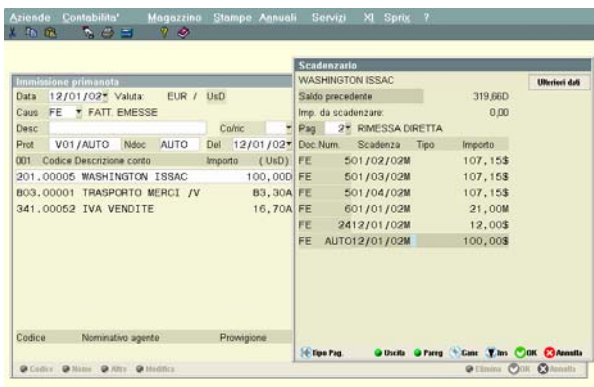 Aziende Contabilita' Magazzino Stampe Annuali Servizi XI Sprix ?
Immissione primanota
Data 12/01/02 Valuta: EUR / UsD
Caus FE FATT. EMESSE
Desc Co/ric
Prot V01/AUTO Ndoc AUTO Del 12/01/02
001 Codice Descrizione conto Importo (UsD)
201.00005 WASHINGTON ISSAC 100,00D
803.00001 TRASPORTO MERCI /V 83,30A
341.00052 IVA VENDITE 16,70A
Codice Nominativo agente Provvigione
Codice Nome Altro Modifica
Scadenzario
WASHINGTON ISSAC Ulteriori dati
Saldo precedente 319,66D
Imp. da scadenzare: 0,00
Pag 2 RIMESSA DIRETTA
Doc.Num. Scadenza Tipo Importo
FE 501/02/02M 107,15$
FE 501/03/02M 107,15$
FE 501/04/02M 107,15$
FE 601/01/02M 21,00M
FE 2412/01/02M 12,00$
FE AUTO12/01/02M 100,00$
Tipo Pag. Uscita Pareg Canc Ins OK Annulla
Elimina OK Annulla